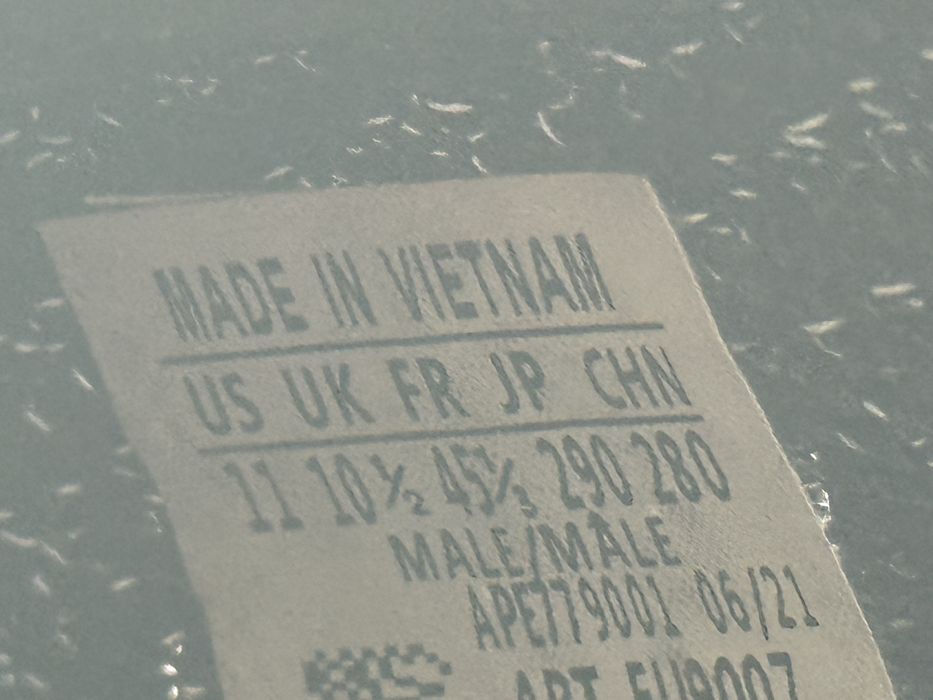 MADE IN VIETNAM
US UK FR JP CHN
11 10½ 45⅓ 290 280
MALE/MÂLE
APE779001 06/21
ART FU9007